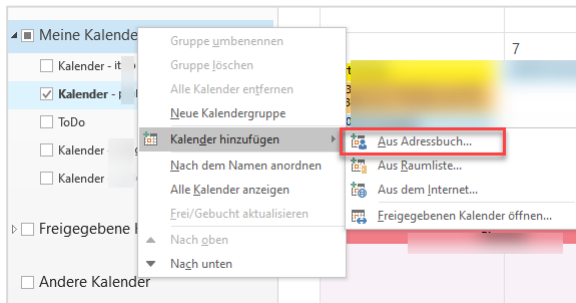 Meine Kalende
Kalender - it
Kalender -
ToDo
Kalender
Kalender
Freigegebene
Andere Kalender
Gruppe umbenennen
Gruppe löschen
Alle Kalender entfernen
Neue Kalendergruppe
Kalender hinzufügen
Nach dem Namen anordnen
Alle Kalender anzeigen
Frei/Gebucht aktualisieren
Nach oben
Nach unten
7
Aus Adressbuch...
Aus Raumliste...
Aus dem Internet...
Freigegebenen Kalender öffnen...